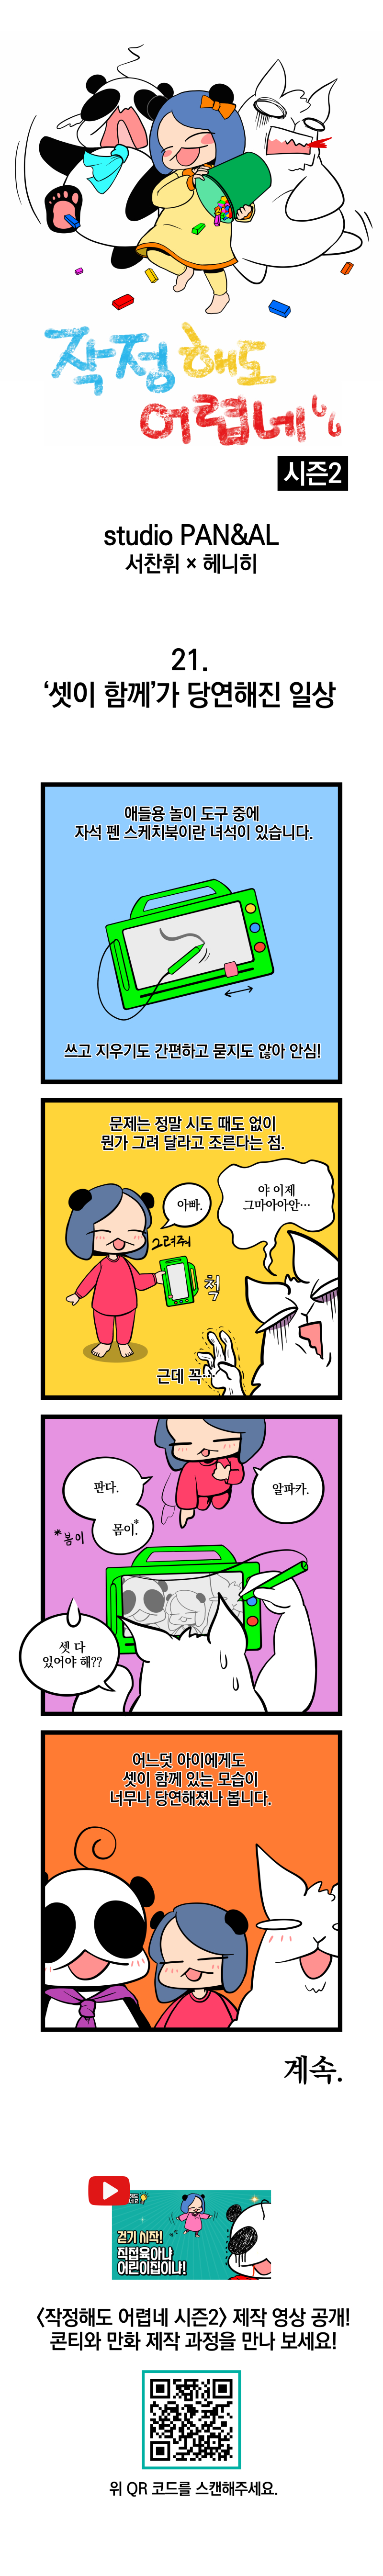 작정해도
어렵네
시즌2
studio PAN&AL
서찬휘 × 헤니히
21.
‘셋이 함께’가 당연해진 일상
애들용 놀이 도구 중에
자석 펜 스케치북이란 녀석이 있습니다.
쓰고 지우기도 간편하고 묻지도 않아 안심!
문제는 정말 시도 때도 없이
뭔가 그려 달라고 조른다는 점.
아빠.
그려줘
야 이제
그마아아안…
척
근데 꼭…
판다.
몸이.*
*봄이
알파카.
셋 다
있어야 해??
어느덧 아이에게도
셋이 함께 있는 모습이
너무나 당연해졌나 봅니다.
계속.
걷기 시작!
직접육아냐
어린이집이냐!
<작정해도 어렵네 시즌2> 제작 영상 공개!
콘티와 만화 제작 과정을 만나 보세요!
위 QR 코드를 스캔해주세요.